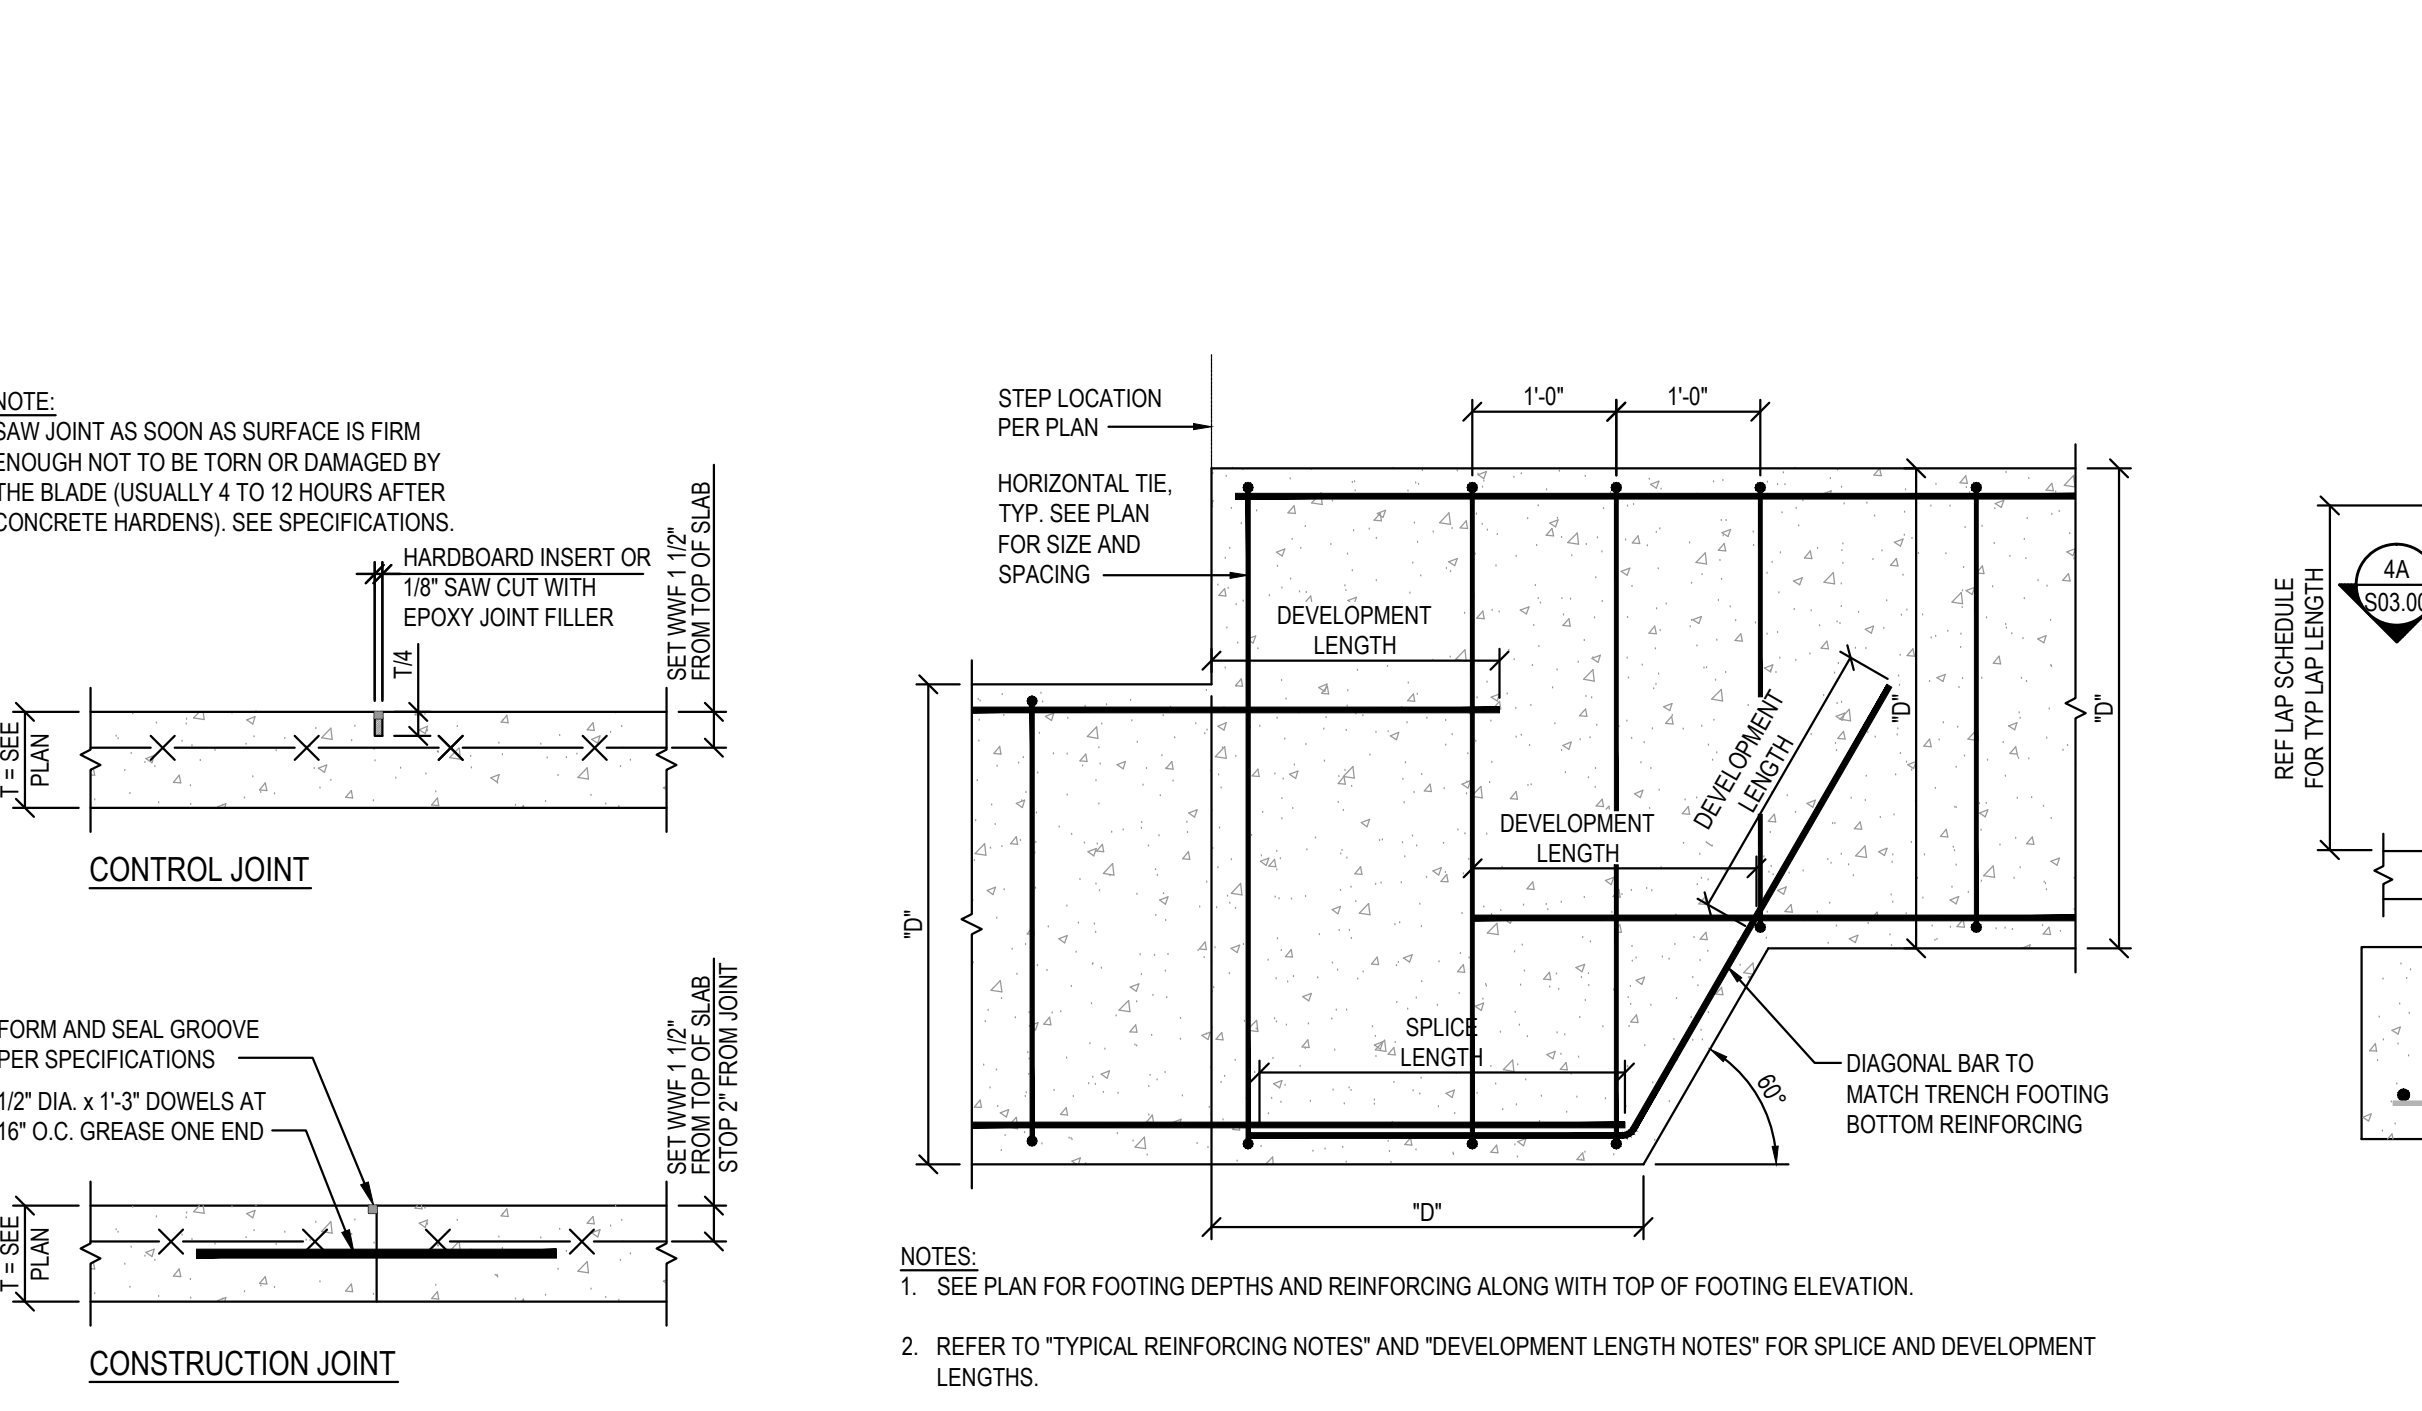 NOTE:
SAW JOINT AS SOON AS SURFACE IS FIRM
ENOUGH NOT TO BE TORN OR DAMAGED BY
THE BLADE (USUALLY 4 TO 12 HOURS AFTER
CONCRETE HARDENS). SEE SPECIFICATIONS.
HARDBOARD INSERT OR
1/8" SAW CUT WITH
EPOXY JOINT FILLER
T/4
SET WWF 1 1/2"
FROM TOP OF SLAB
T = SEE
PLAN
CONTROL JOINT
FORM AND SEAL GROOVE
PER SPECIFICATIONS
1/2" DIA. x 1'-3" DOWELS AT
16" O.C. GREASE ONE END
SET WWF 1 1/2"
FROM TOP OF SLAB
STOP 2" FROM JOINT
T = SEE
PLAN
CONSTRUCTION JOINT
STEP LOCATION
PER PLAN
HORIZONTAL TIE,
TYP. SEE PLAN
FOR SIZE AND
SPACING
1'-0"
1'-0"
DEVELOPMENT
LENGTH
DEVELOPMENT
LENGTH
DEVELOPMENT
LENGTH
"D"
"D"
"D"
SPLICE
LENGTH
60°
DIAGONAL BAR TO
MATCH TRENCH FOOTING
BOTTOM REINFORCING
"D"
NOTES:
1. SEE PLAN FOR FOOTING DEPTHS AND REINFORCING ALONG WITH TOP OF FOOTING ELEVATION.
2. REFER TO "TYPICAL REINFORCING NOTES" AND "DEVELOPMENT LENGTH NOTES" FOR SPLICE AND DEVELOPMENT
LENGTHS.
REF LAP SCHEDULE
FOR TYP LAP LENGTH
4A
S03.00